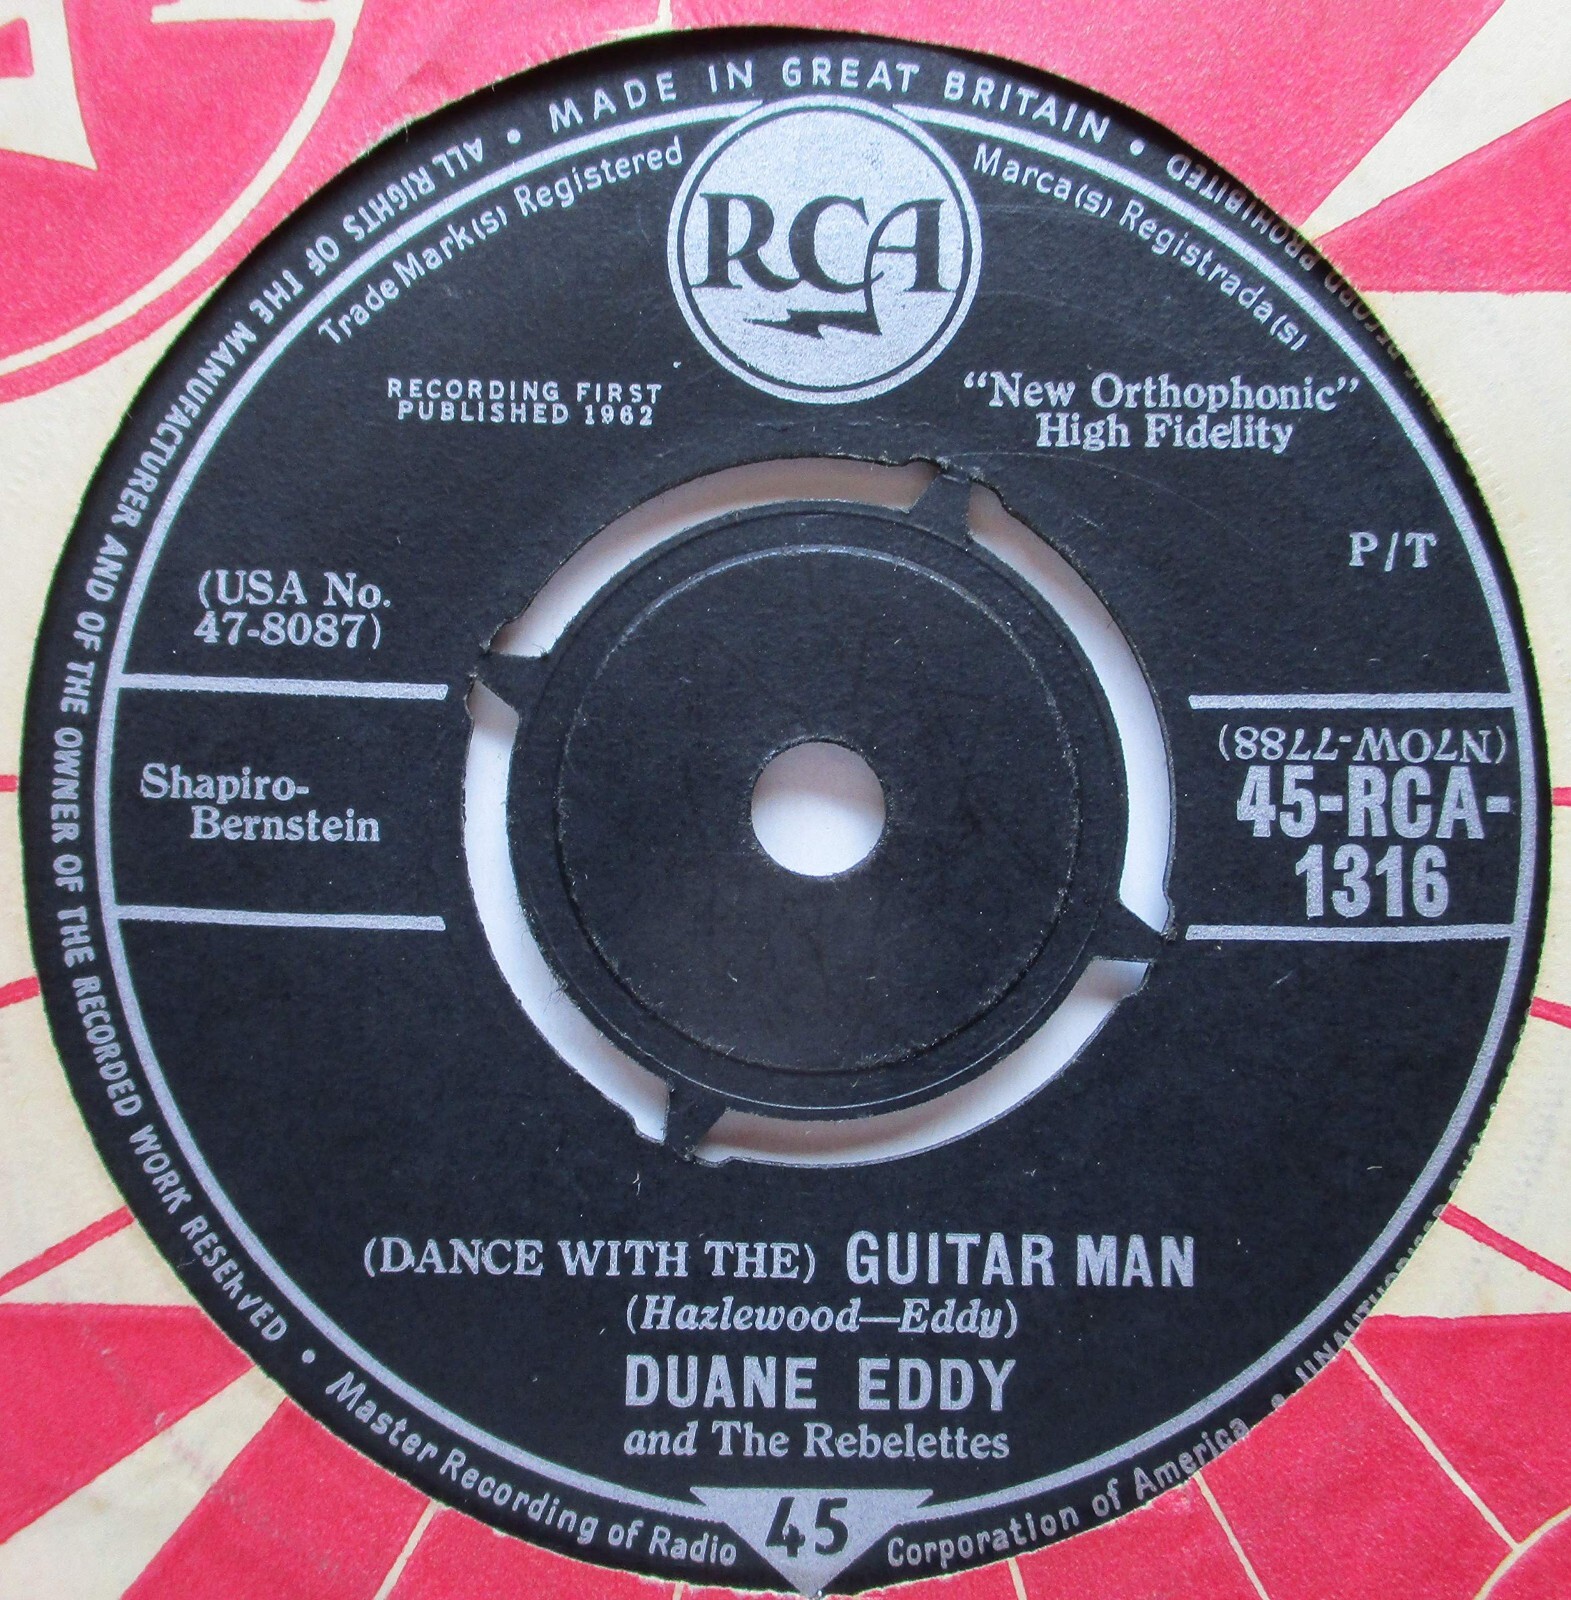 ALL RIGHTS OF THE MANUFACTURER AND OF THE OWNER OF THE RECORDED WORK RESERVED •
• MADE IN GREAT BRITAIN •
PROHIBITED
Trade Mark(s) Registered
RCA
Marca(s) Registrada(s)
RECORDING FIRST
PUBLISHED 1962
"New Orthophonic"
High Fidelity
P/T
(USA No.
47-8087)
Shapiro-
Bernstein
(N7OW-7788)
45-RCA-
1316
(DANCE WITH THE) GUITAR MAN
(Hazlewood—Eddy)
DUANE EDDY
and The Rebelettes
45
Master Recording of Radio Corporation of America